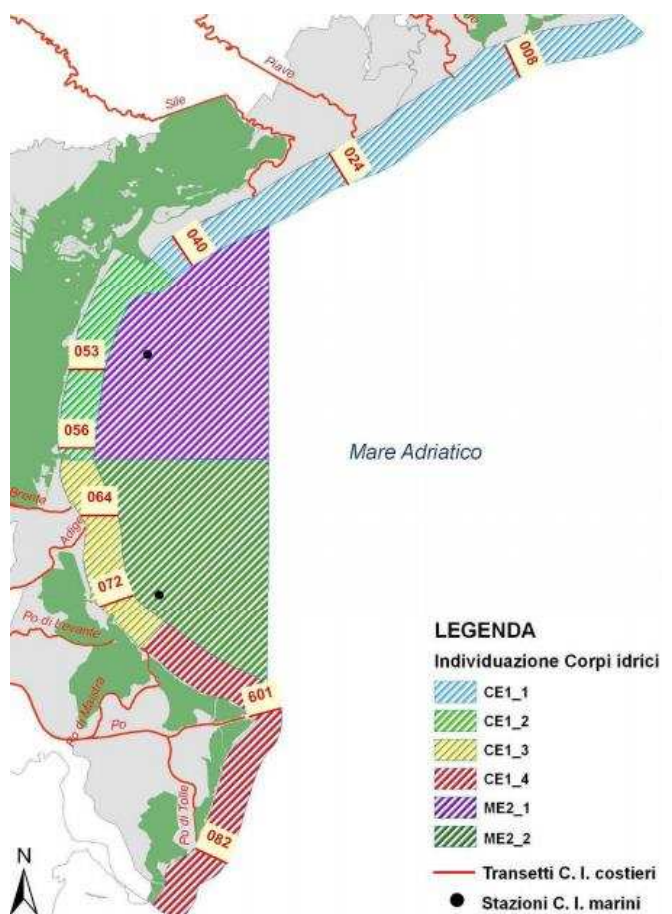 008
Piave
Sile
024
040
053
Mare Adriatico
056
Brenta
064
Adige
072
Po di Levante
LEGENDA
Individuazione Corpi idrici
601
CE1_1
Po di Maistra
Po
CE1_2
CE1_3
CE1_4
Po di Tolle
ME2_1
082
ME2_2
N
Transetti C. I. costieri
Stazioni C. I. marini